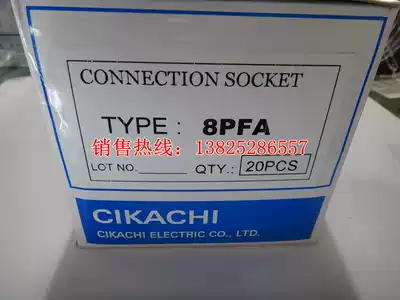 CONNECTION SOCKET
TYPE : 8PFA
销售热线：13825286557
LOT NO. QTY.: 20PCS
CIKACHI
CIKACHI ELECTRIC CO., LTD.